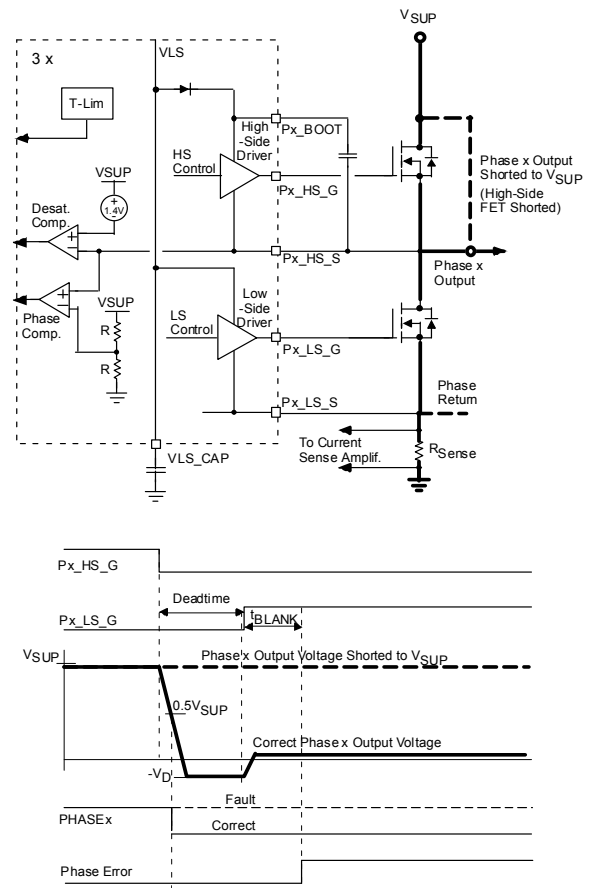 VSUP
3 x
VLS
T-Lim
High
-Side
Driver
Px_BOOT
HS
Control
Px_HS_G
Phase x Output
Shorted to VSUP
(High-Side
FET Shorted)
VSUP
+
1.4V
-
Desat.
Comp.
-
+
Px_HS_S
Phase x
Output
+
-
Phase
Comp.
VSUP
R
R
LS
Control
Low
-Side
Driver
Px_LS_G
Phase
Return
Px_LS_S
To Current
Sense Amplif.
RSense
VLS_CAP
Px_HS_G
Deadtime
Px_LS_G
tBLANK
VSUP
Phase x Output Voltage Shorted to VSUP
0.5VSUP
Correct Phase x Output Voltage
-VD
Fault
PHASEx
Correct
Phase Error